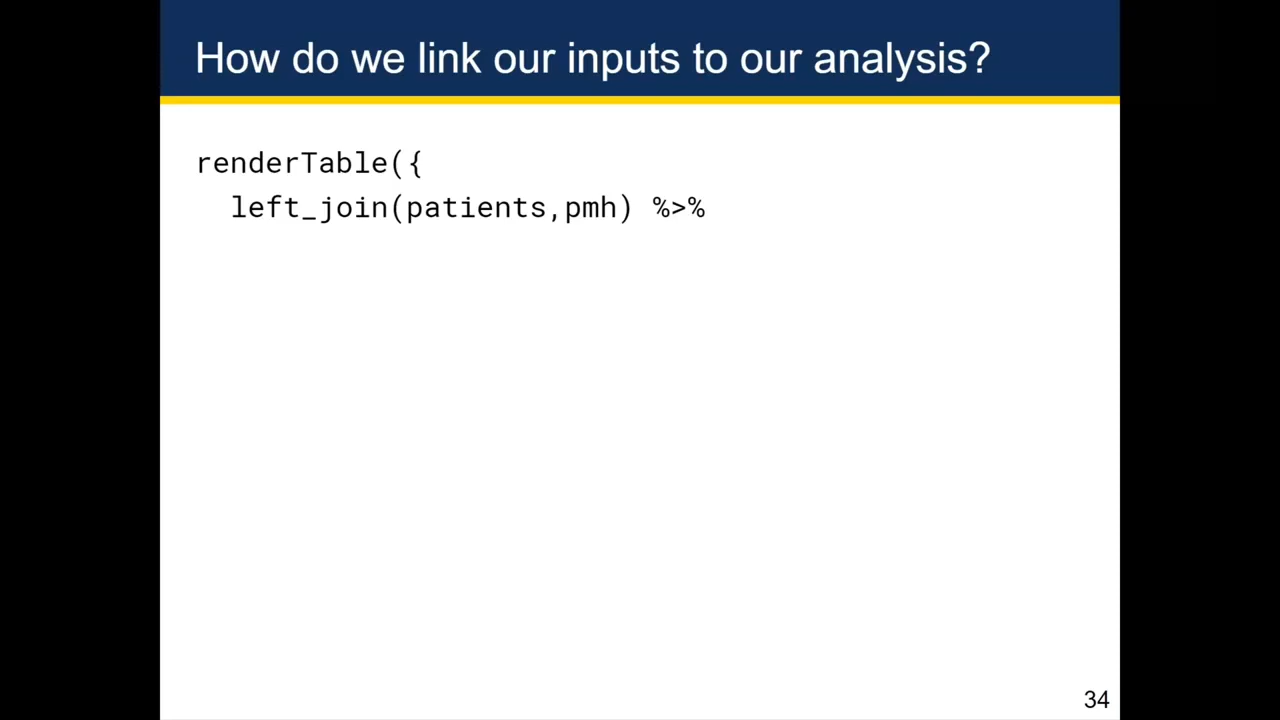 How do we link our inputs to our analysis?
renderTable({
  left_join(patients,pmh) %>%
34